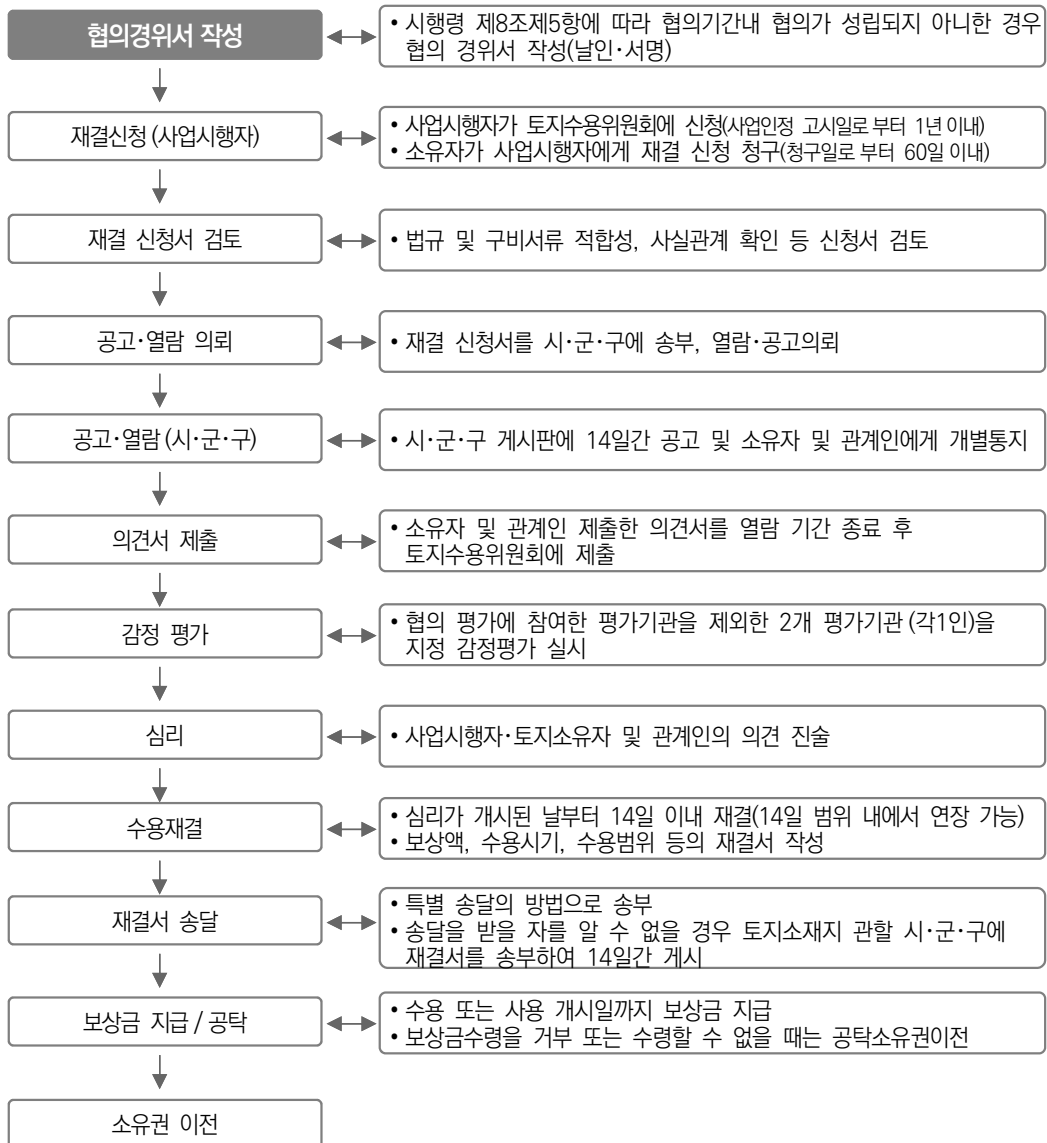 협의경위서 작성
• 시행령 제8조제5항에 따라 협의기간내 협의가 성립되지 아니한 경우
협의 경위서 작성(날인·서명)
재결신청(사업시행자)
• 사업시행자가 토지수용위원회에 신청(사업인정 고시일로 부터 1년 이내)
• 소유자가 사업시행자에게 재결 신청 청구(청구일로 부터 60일 이내)
재결 신청서 검토
• 법규 및 구비서류 적합성, 사실관계 확인 등 신청서 검토
공고·열람 의뢰
• 재결 신청서를 시·군·구에 송부, 열람·공고의뢰
공고·열람(시·군·구)
• 시·군·구 게시판에 14일간 공고 및 소유자 및 관계인에게 개별통지
의견서 제출
• 소유자 및 관계인 제출한 의견서를 열람 기간 종료 후
토지수용위원회에 제출
감정 평가
• 협의 평가에 참여한 평가기관을 제외한 2개 평가기관(각1인)을
지정 감정평가 실시
심리
• 사업시행자·토지소유자 및 관계인의 의견 진술
수용재결
• 심리가 개시된 날부터 14일 이내 재결(14일 범위 내에서 연장 가능)
• 보상액, 수용시기, 수용범위 등의 재결서 작성
재결서 송달
• 특별 송달의 방법으로 송부
• 송달을 받을 자를 알 수 없을 경우 토지소재지 관할 시·군·구에
재결서를 송부하여 14일간 게시
보상금 지급 / 공탁
• 수용 또는 사용 개시일까지 보상금 지급
• 보상금수령을 거부 또는 수령할 수 없을 때는 공탁소유권이전
소유권 이전